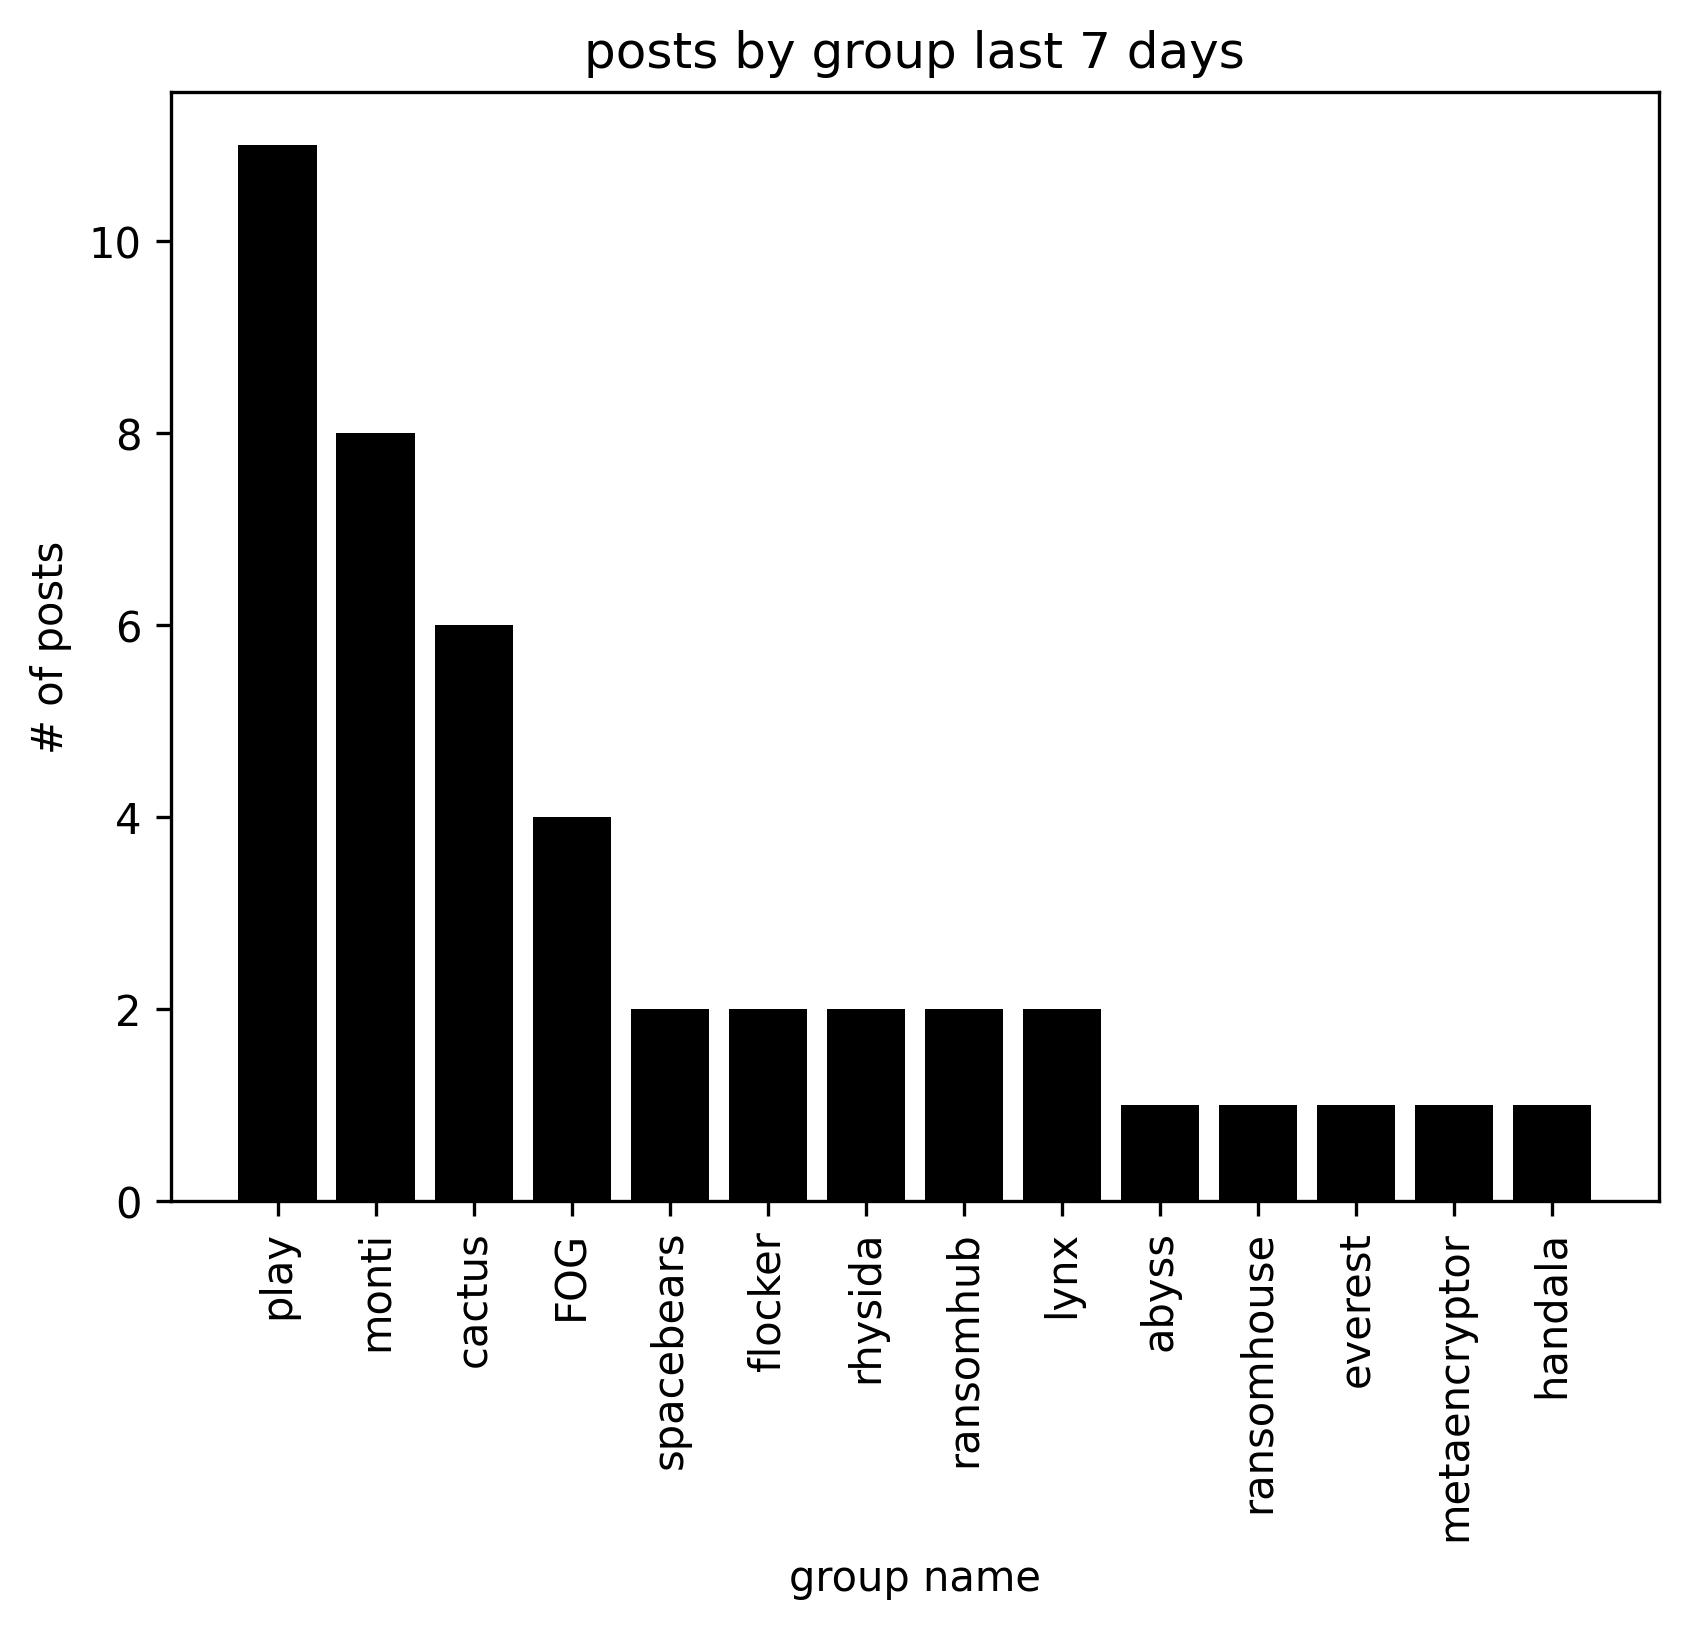 posts by group last 7 days
# of posts
10
8
6
4
2
0
play
monti
cactus
FOG
spacebears
flocker
rhysida
ransomhub
lynx
abyss
ransomhouse
everest
metaencryptor
handala
group name